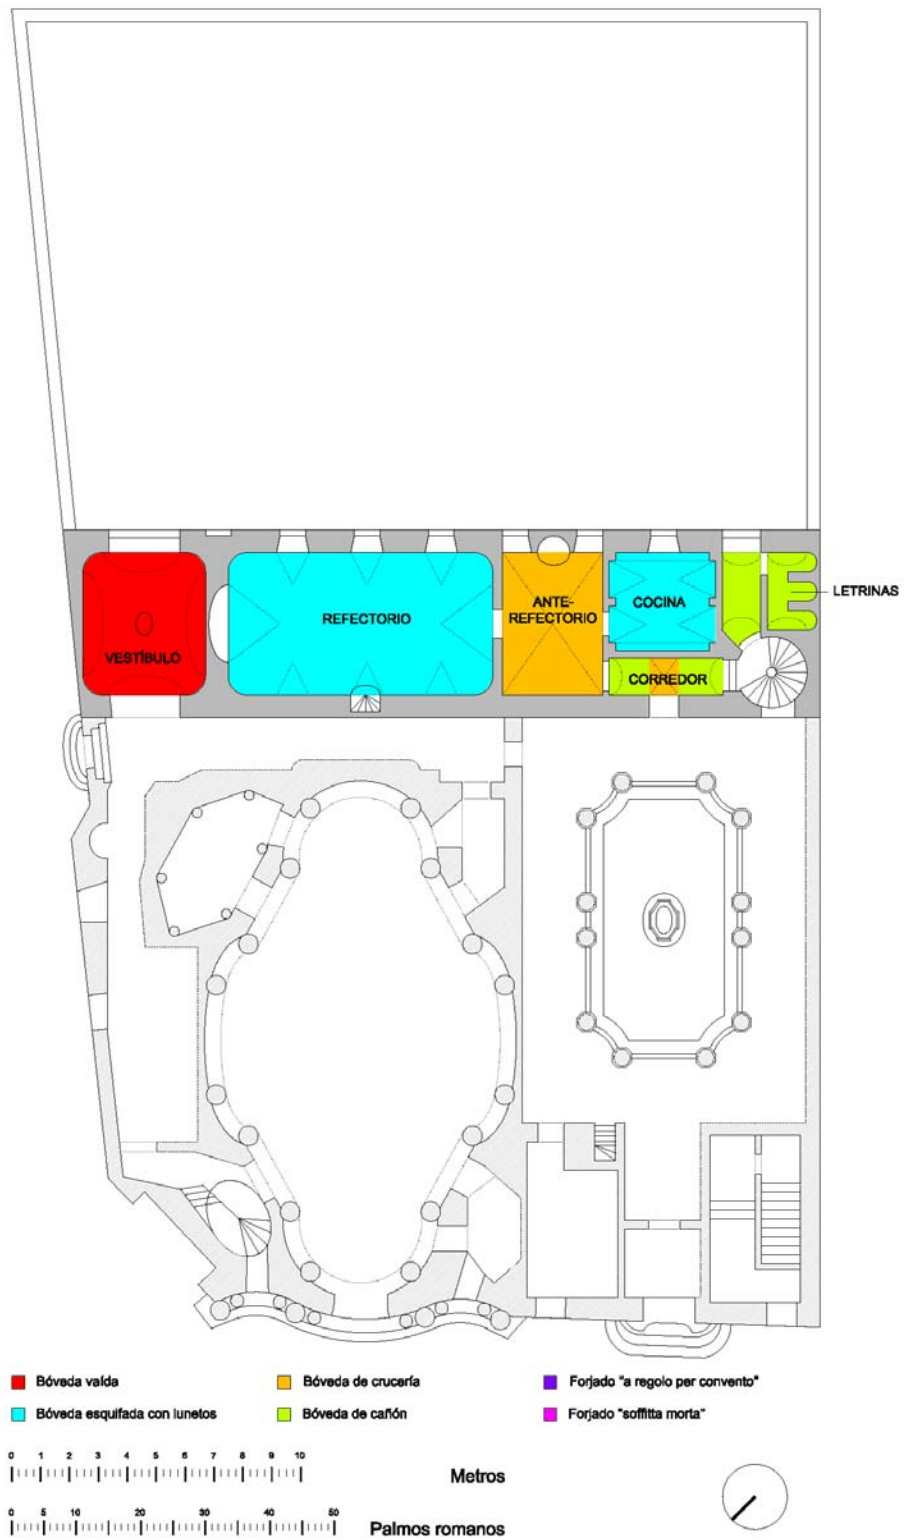 LETRINAS
ANTE-
REFECTORIO
REFECTORIO
COCINA
VESTÍBULO
CORREDOR
Bóveda vaída
Bóveda de crucería
Forjado "a regolo per convento"
Bóveda esquifada con lunetos
Bóveda de cañón
Forjado "soffitta morta"
0 1 2 3 4 5 6 7 8 9 10
Metros
0 5 10 20 30 40 50
Palmos romanos